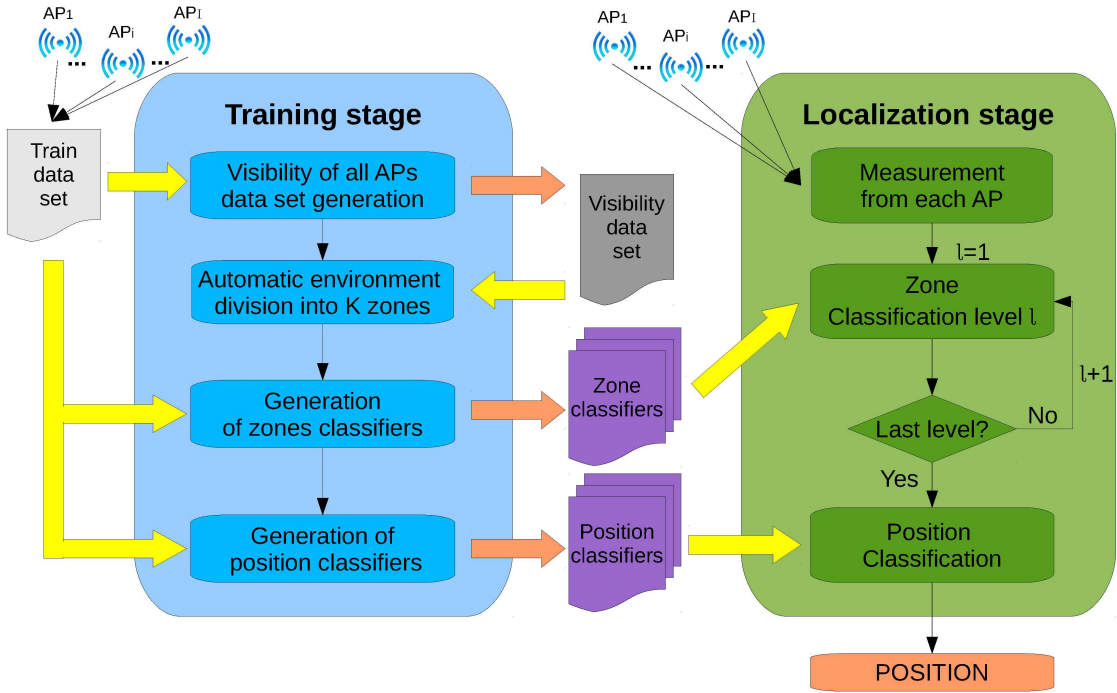 AP1
APi
API
... ...
Train
data
set
Training stage
Visibility of all APs
data set generation
Automatic environment
division into K zones
Generation
of zones classifiers
Generation of
position classifiers
Visibility
data
set
Zone
classifiers
Position
classifiers
AP1
APi
API
... ...
Localization stage
Measurement
from each AP
l=1
Zone
Classification level l
l+1
Last level?
No
Yes
Position
Classification
POSITION